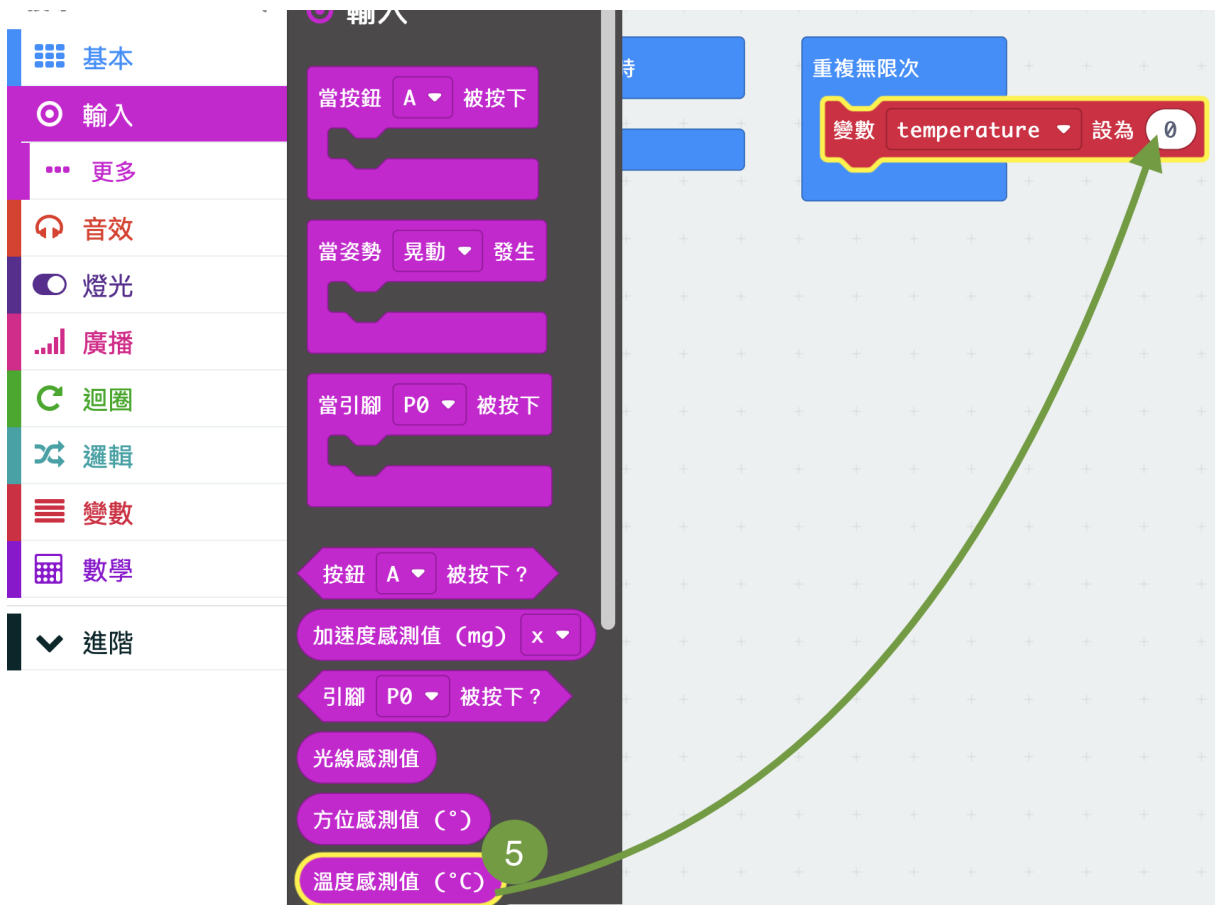 基本
輸入
更多
音效
燈光
廣播
迴圈
邏輯
變數
數學
進階
輸入
當按鈕 A 被按下
當姿勢 晃動 發生
當引腳 P0 被按下
按鈕 A 被按下？
加速度感測值 (mg) x
引腳 P0 被按下？
光線感測值
方位感測值 (°)
溫度感測值 (°C)
5
時
重複無限次
變數 temperature 設為 0